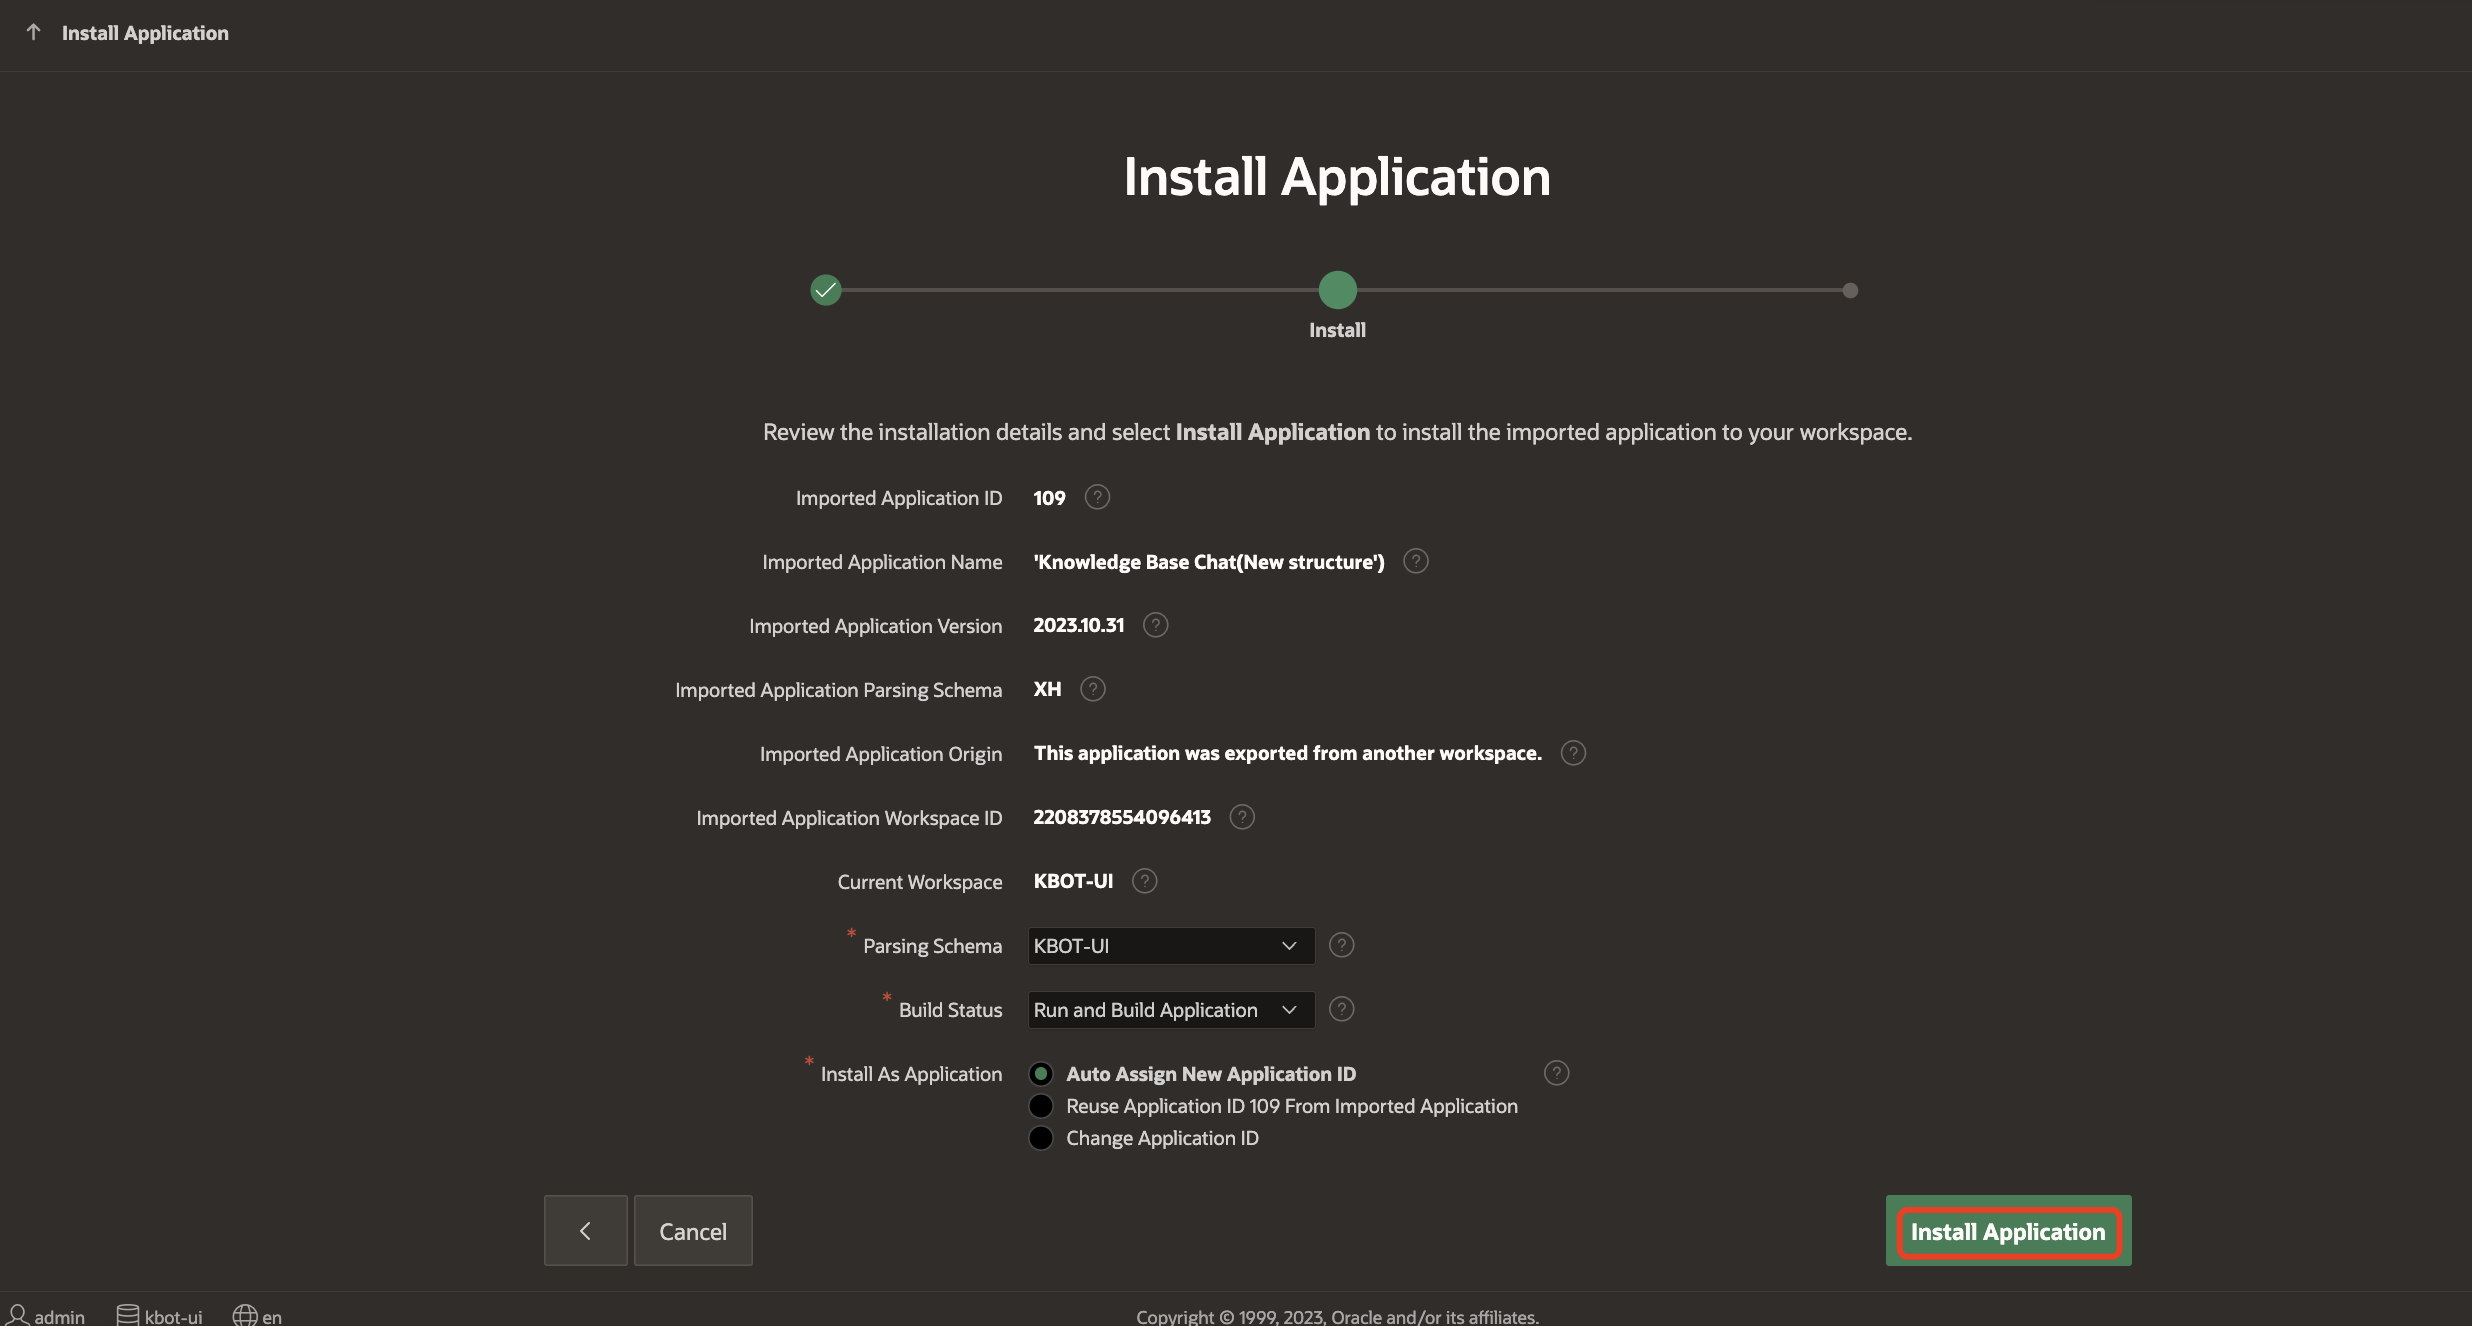 Install Application
Install Application
Install
Review the installation details and select Install Application to install the imported application to your workspace.
Imported Application ID 109 ?
Imported Application Name 'Knowledge Base Chat(New structure') ?
Imported Application Version 2023.10.31 ?
Imported Application Parsing Schema XH ?
Imported Application Origin This application was exported from another workspace. ?
Imported Application Workspace ID 2208378554096413 ?
Current Workspace KBOT-UI ?
* Parsing Schema KBOT-UI ?
* Build Status Run and Build Application ?
* Install As Application Auto Assign New Application ID ?
Reuse Application ID 109 From Imported Application
Change Application ID
Cancel Install Application
admin kbot-ui en Copyright © 1999, 2023, Oracle and/or its affiliates.